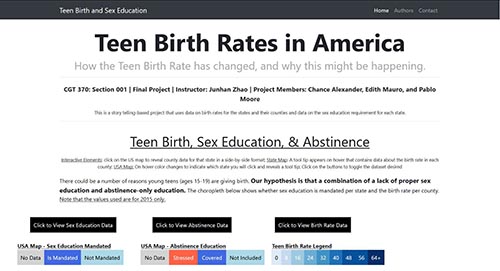 Teen Birth and Sex Education
Home Authors Contact
Teen Birth Rates in America
How the Teen Birth Rate has changed, and why this might be happening.
CGT 370: Section 001 | Final Project | Instructor: Junhan Zhao | Project Members: Chance Alexander, Edith Mauro, and Pablo
Moore
This is a story telling-based project that uses data on birth rates for the states and their counties and data on the sex education requirement for each state.
Teen Birth, Sex Education, & Abstinence
Interactive Elements: click on the US map to reveal county data for that state in a side-by-side format; State Map: A tool tip appears on hover that contains data about the birth rate in each
county; USA Map: On hover color changes to indicate which state you will click and reveals a tool tip; Click on the buttons to toggle the dataset desired
There could be a number of reasons young teens (ages 15-19) are giving birth. Our hypothesis is that a combination of a lack of proper sex
education and abstinence-only education. The choropleth below shows whether sex education is mandated per state and the birth rate per county.
Note that the values used are for 2015 only.
Click to View Sex Education Data Click to View Abstinence Data Click to View Birth Rate Data
USA Map - Sex Education Mandated USA Map - Abstinence Education Teen Birth Rate Legend
No Data Is Mandated Not Mandated No Data Stressed Covered Not Included 0 8 16 24 32 40 48 56 64+